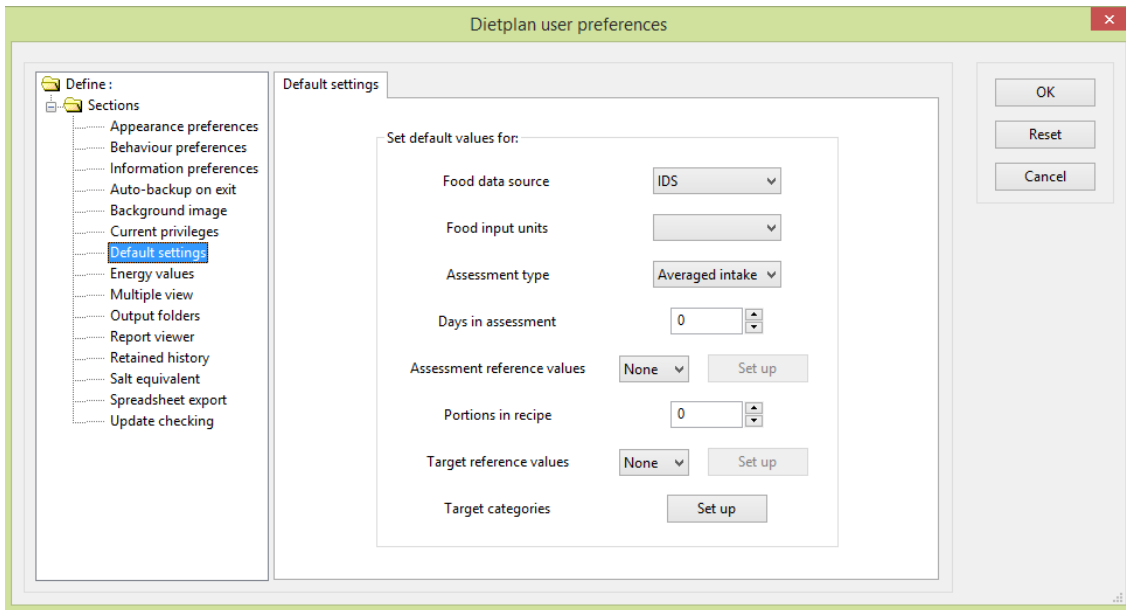 Dietplan user preferences
Define :
Sections
Appearance preferences
Behaviour preferences
Information preferences
Auto-backup on exit
Background image
Current privileges
Default settings
Energy values
Multiple view
Output folders
Report viewer
Retained history
Salt equivalent
Spreadsheet export
Update checking
Default settings
Set default values for:
Food data source IDS
Food input units
Assessment type Averaged intake
Days in assessment 0
Assessment reference values None Set up
Portions in recipe 0
Target reference values None Set up
Target categories Set up
OK
Reset
Cancel